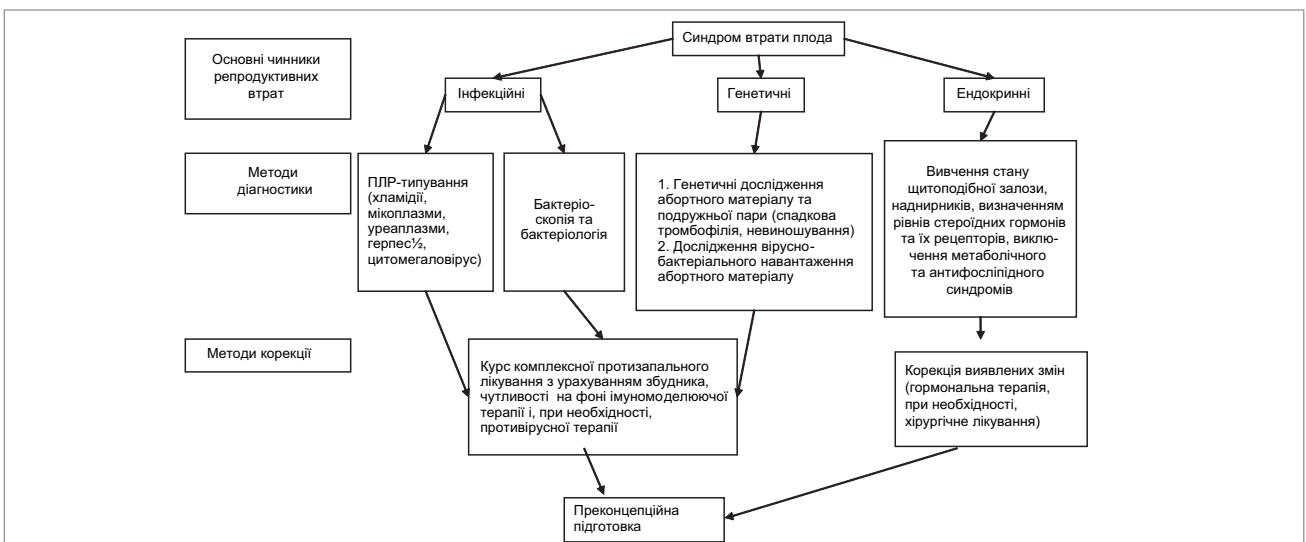 Синдром втрати плода
Основні чинники
репродуктивних
втрат
Інфекційні
Генетичні
Ендокринні
Методи
діагностики
ПЛР-типування
(хламідії,
мікоплазми,
уреаплазми,
герпес½,
цитомегаловірус)
Бактеріо-
скопія та
бактеріологія
1. Генетичні дослідження
абортного матеріалу та
подружньої пари (спадкова
тромбофілія, невиношування)
2. Дослідження вірусно-
бактеріального навантаження
абортного матеріалу
Вивчення стану
щитоподібної залози,
наднирників, визначенням
рівнів стероїдних гормонів
та їх рецепторів, виклю-
чення метаболічного
та антифосліпідного
синдромів
Методи корекції
Курс комплексної протизапального
лікування з урахуванням збудника,
чутливості на фоні імуномоделюючої
терапії і, при необхідності,
противірусної терапії
Корекція виявлених змін
(гормональна терапія,
при необхідності,
хірургічне лікування)
Преконцепційна
підготовка